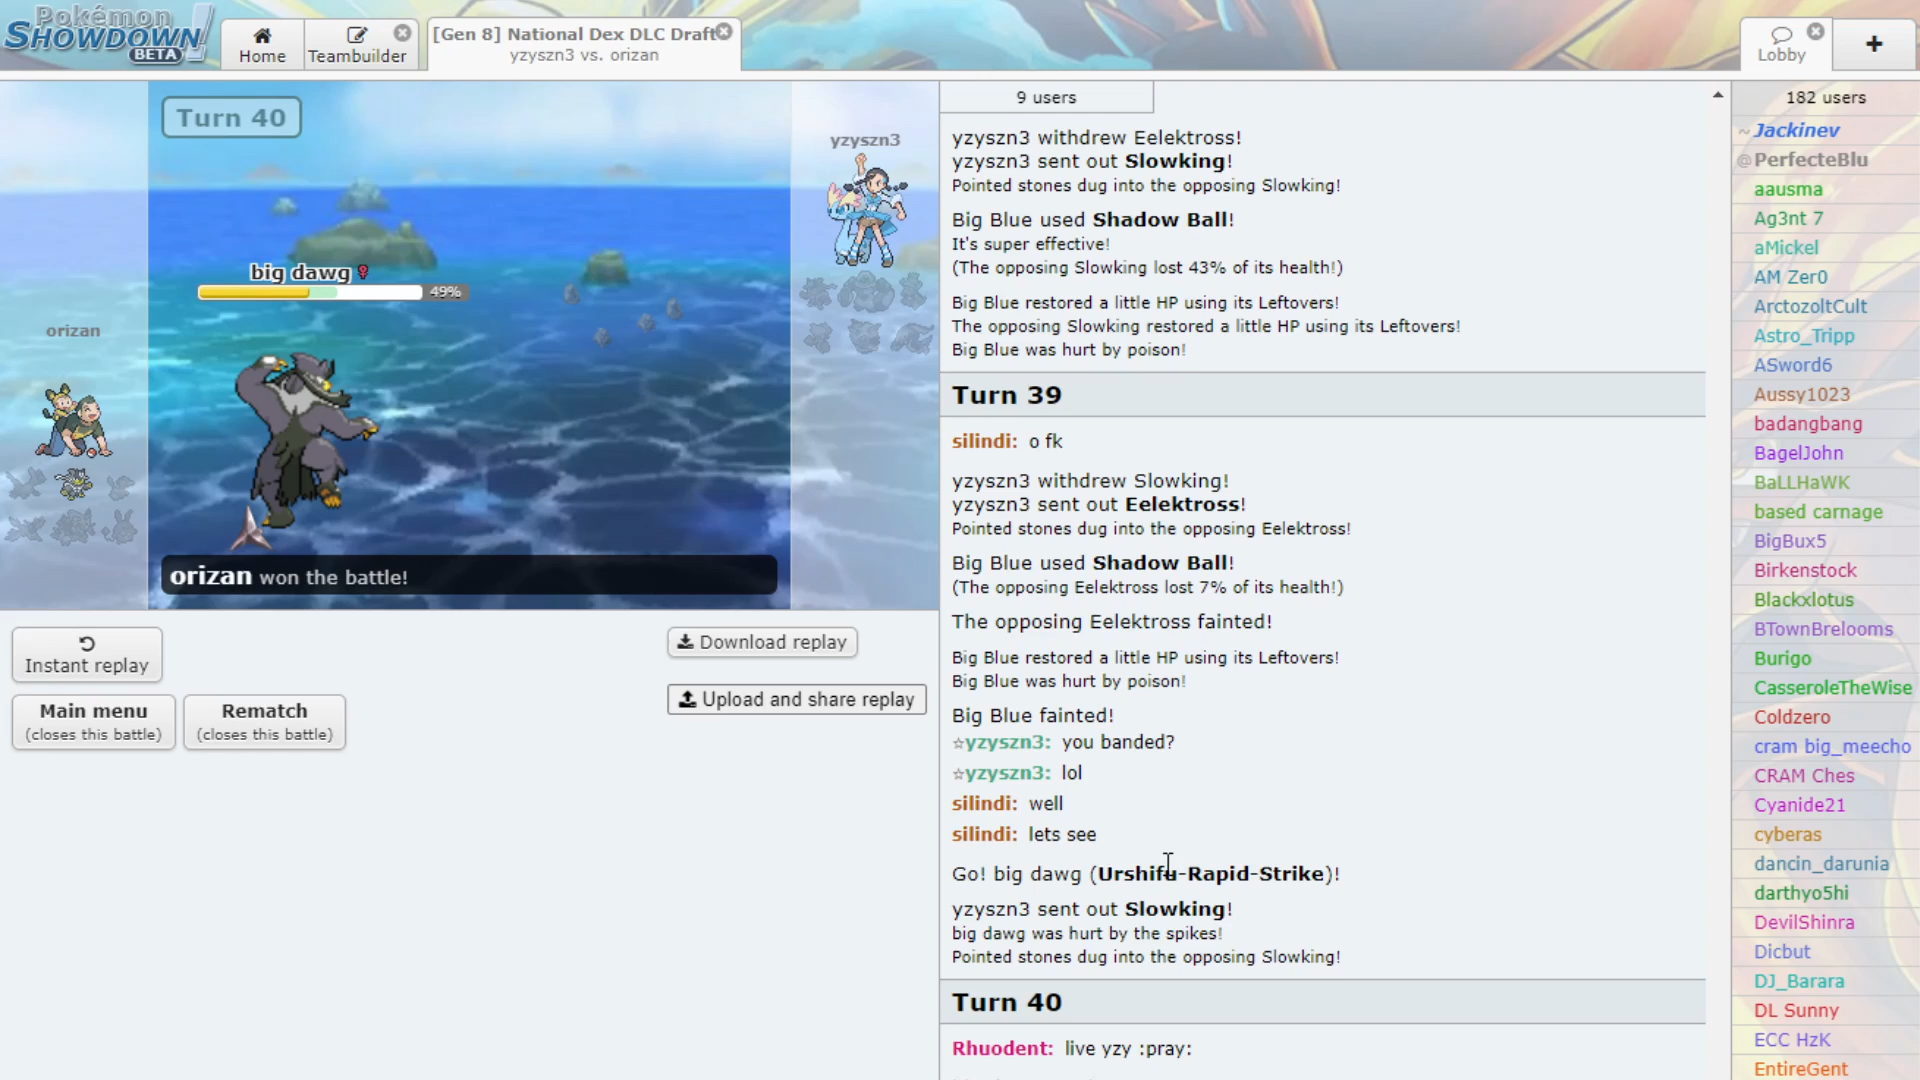 Pokémon
SHOWDOWN!
BETA
Home
Teambuilder
[Gen 8] National Dex DLC Draft
yzyszn3 vs. orizan
Lobby
Turn 40
big dawg
49%
orizan
yzyszn3
orizan won the battle!
Instant replay
Download replay
Upload and share replay
Main menu
(closes this battle)
Rematch
(closes this battle)
9 users
yzyszn3 withdrew Eelektross!
yzyszn3 sent out Slowking!
Pointed stones dug into the opposing Slowking!
Big Blue used Shadow Ball!
It's super effective!
(The opposing Slowking lost 43% of its health!)
Big Blue restored a little HP using its Leftovers!
The opposing Slowking restored a little HP using its Leftovers!
Big Blue was hurt by poison!
Turn 39
silindi: o fk
yzyszn3 withdrew Slowking!
yzyszn3 sent out Eelektross!
Pointed stones dug into the opposing Eelektross!
Big Blue used Shadow Ball!
(The opposing Eelektross lost 7% of its health!)
The opposing Eelektross fainted!
Big Blue restored a little HP using its Leftovers!
Big Blue was hurt by poison!
Big Blue fainted!
☆yzyszn3: you banded?
☆yzyszn3: lol
silindi: well
silindi: lets see
Go! big dawg (Urshifu-Rapid-Strike)!
yzyszn3 sent out Slowking!
big dawg was hurt by the spikes!
Pointed stones dug into the opposing Slowking!
Turn 40
Rhuodent: live yzy :pray:
182 users
~Jackinev
@PerfecteBlu
aausma
Ag3nt 7
aMickel
AM Zer0
ArctozoltCult
Astro_Tripp
ASword6
Aussy1023
badangbang
BagelJohn
BaLLHaWK
based carnage
BigBux5
Birkenstock
Blackxlotus
BTownBrelooms
Burigo
CasseroleTheWise
Coldzero
cram big_meecho
CRAM Ches
Cyanide21
cyberas
dancin_darunia
darthyo5hi
DevilShinra
Dicbut
DJ_Barara
DL Sunny
ECC HzK
EntireGent